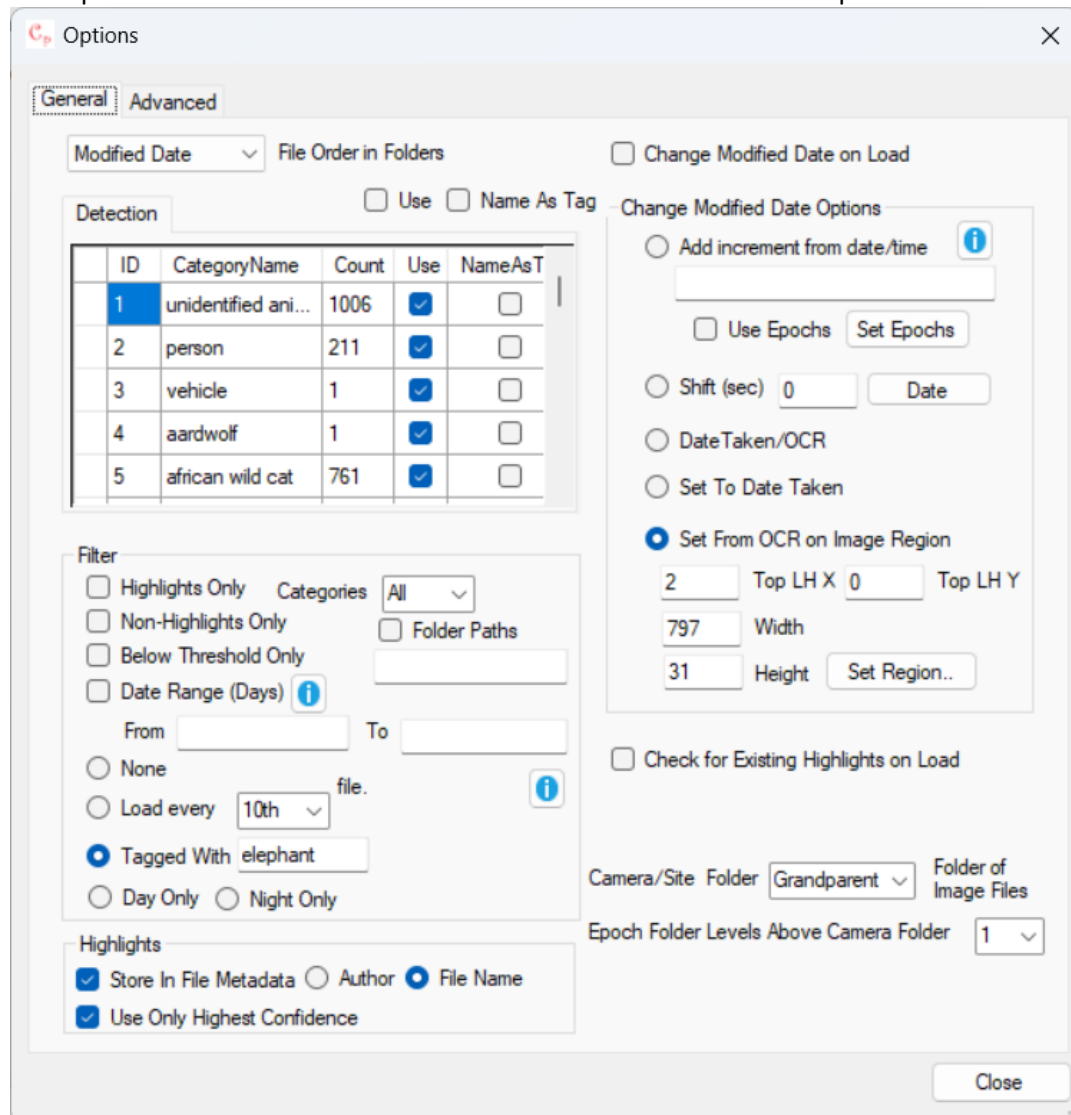 Options
General Advanced
Modified Date File Order in Folders
Use Name As Tag
Detection
ID CategoryName Count Use NameAsT
1 unidentified ani... 1006
2 person 211
3 vehicle 1
4 aardwolf 1
5 african wild cat 761
Filter
Highlights Only Categories All
Non-Highlights Only Folder Paths
Below Threshold Only
Date Range (Days)
From To
None
Load every 10th file.
Tagged With elephant
Day Only Night Only
Highlights
Store In File Metadata Author File Name
Use Only Highest Confidence
Change Modified Date on Load
Change Modified Date Options
Add increment from date/time
Use Epochs Set Epochs
Shift (sec) 0 Date
DateTaken/OCR
Set To Date Taken
Set From OCR on Image Region
2 Top LH X 0 Top LH Y
797 Width
31 Height Set Region..
Check for Existing Highlights on Load
Camera/Site Folder Grandparent Folder of
Image Files
Epoch Folder Levels Above Camera Folder 1
Close